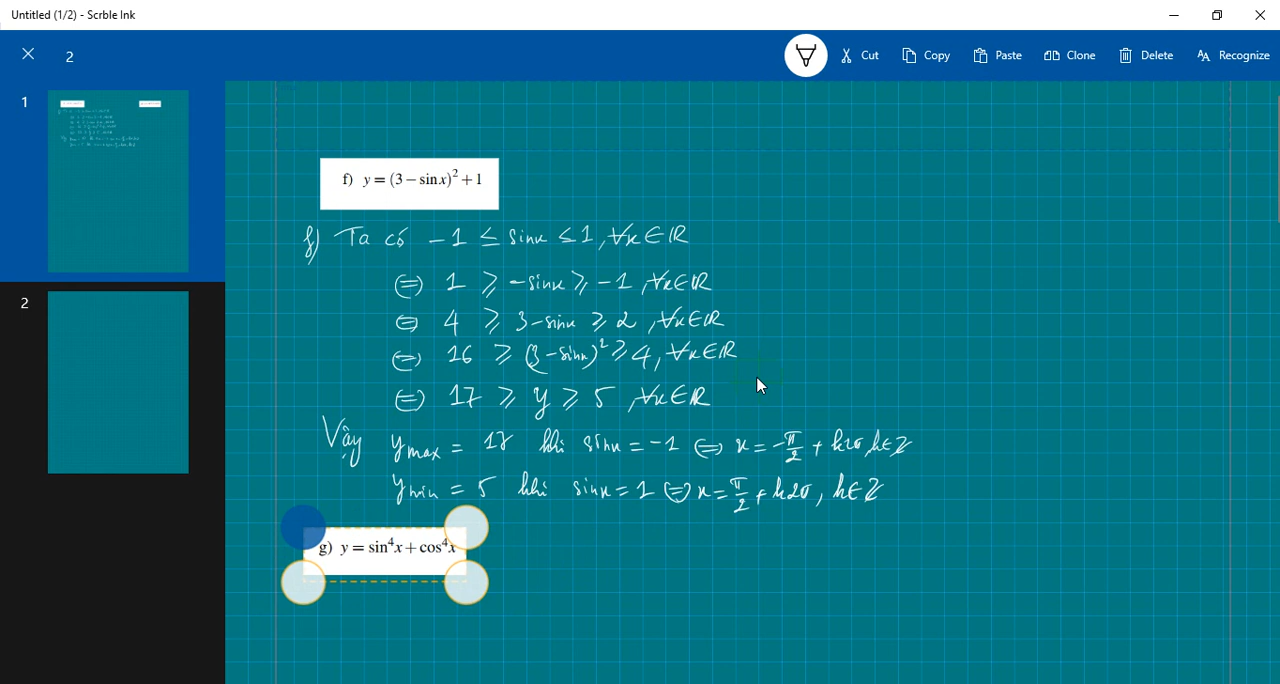 Untitled (1/2) - Scrble Ink
2 Cut Copy Paste Clone Delete Recognize
1
2
f) y = (3 − sin x)² + 1
f) Ta có −1 ≤ sinx ≤ 1, ∀x ∈ ℝ
⇔ 1 ≥ −sinx ≥ −1, ∀x∈ℝ
⇔ 4 ≥ 3−sinx ≥ 2, ∀x∈ℝ
⇔ 16 ≥ (3−sinx)² ≥ 4, ∀x∈ℝ
⇔ 17 ≥ y ≥ 5, ∀x∈ℝ
Vậy ymax = 17 khi sinx = −1 ⇔ x = −π/2 + k2π, k∈ℤ
ymin = 5 khi sinx = 1 ⇔ x = π/2 + k2π, k∈ℤ
g) y = sin⁴x + cos⁴x